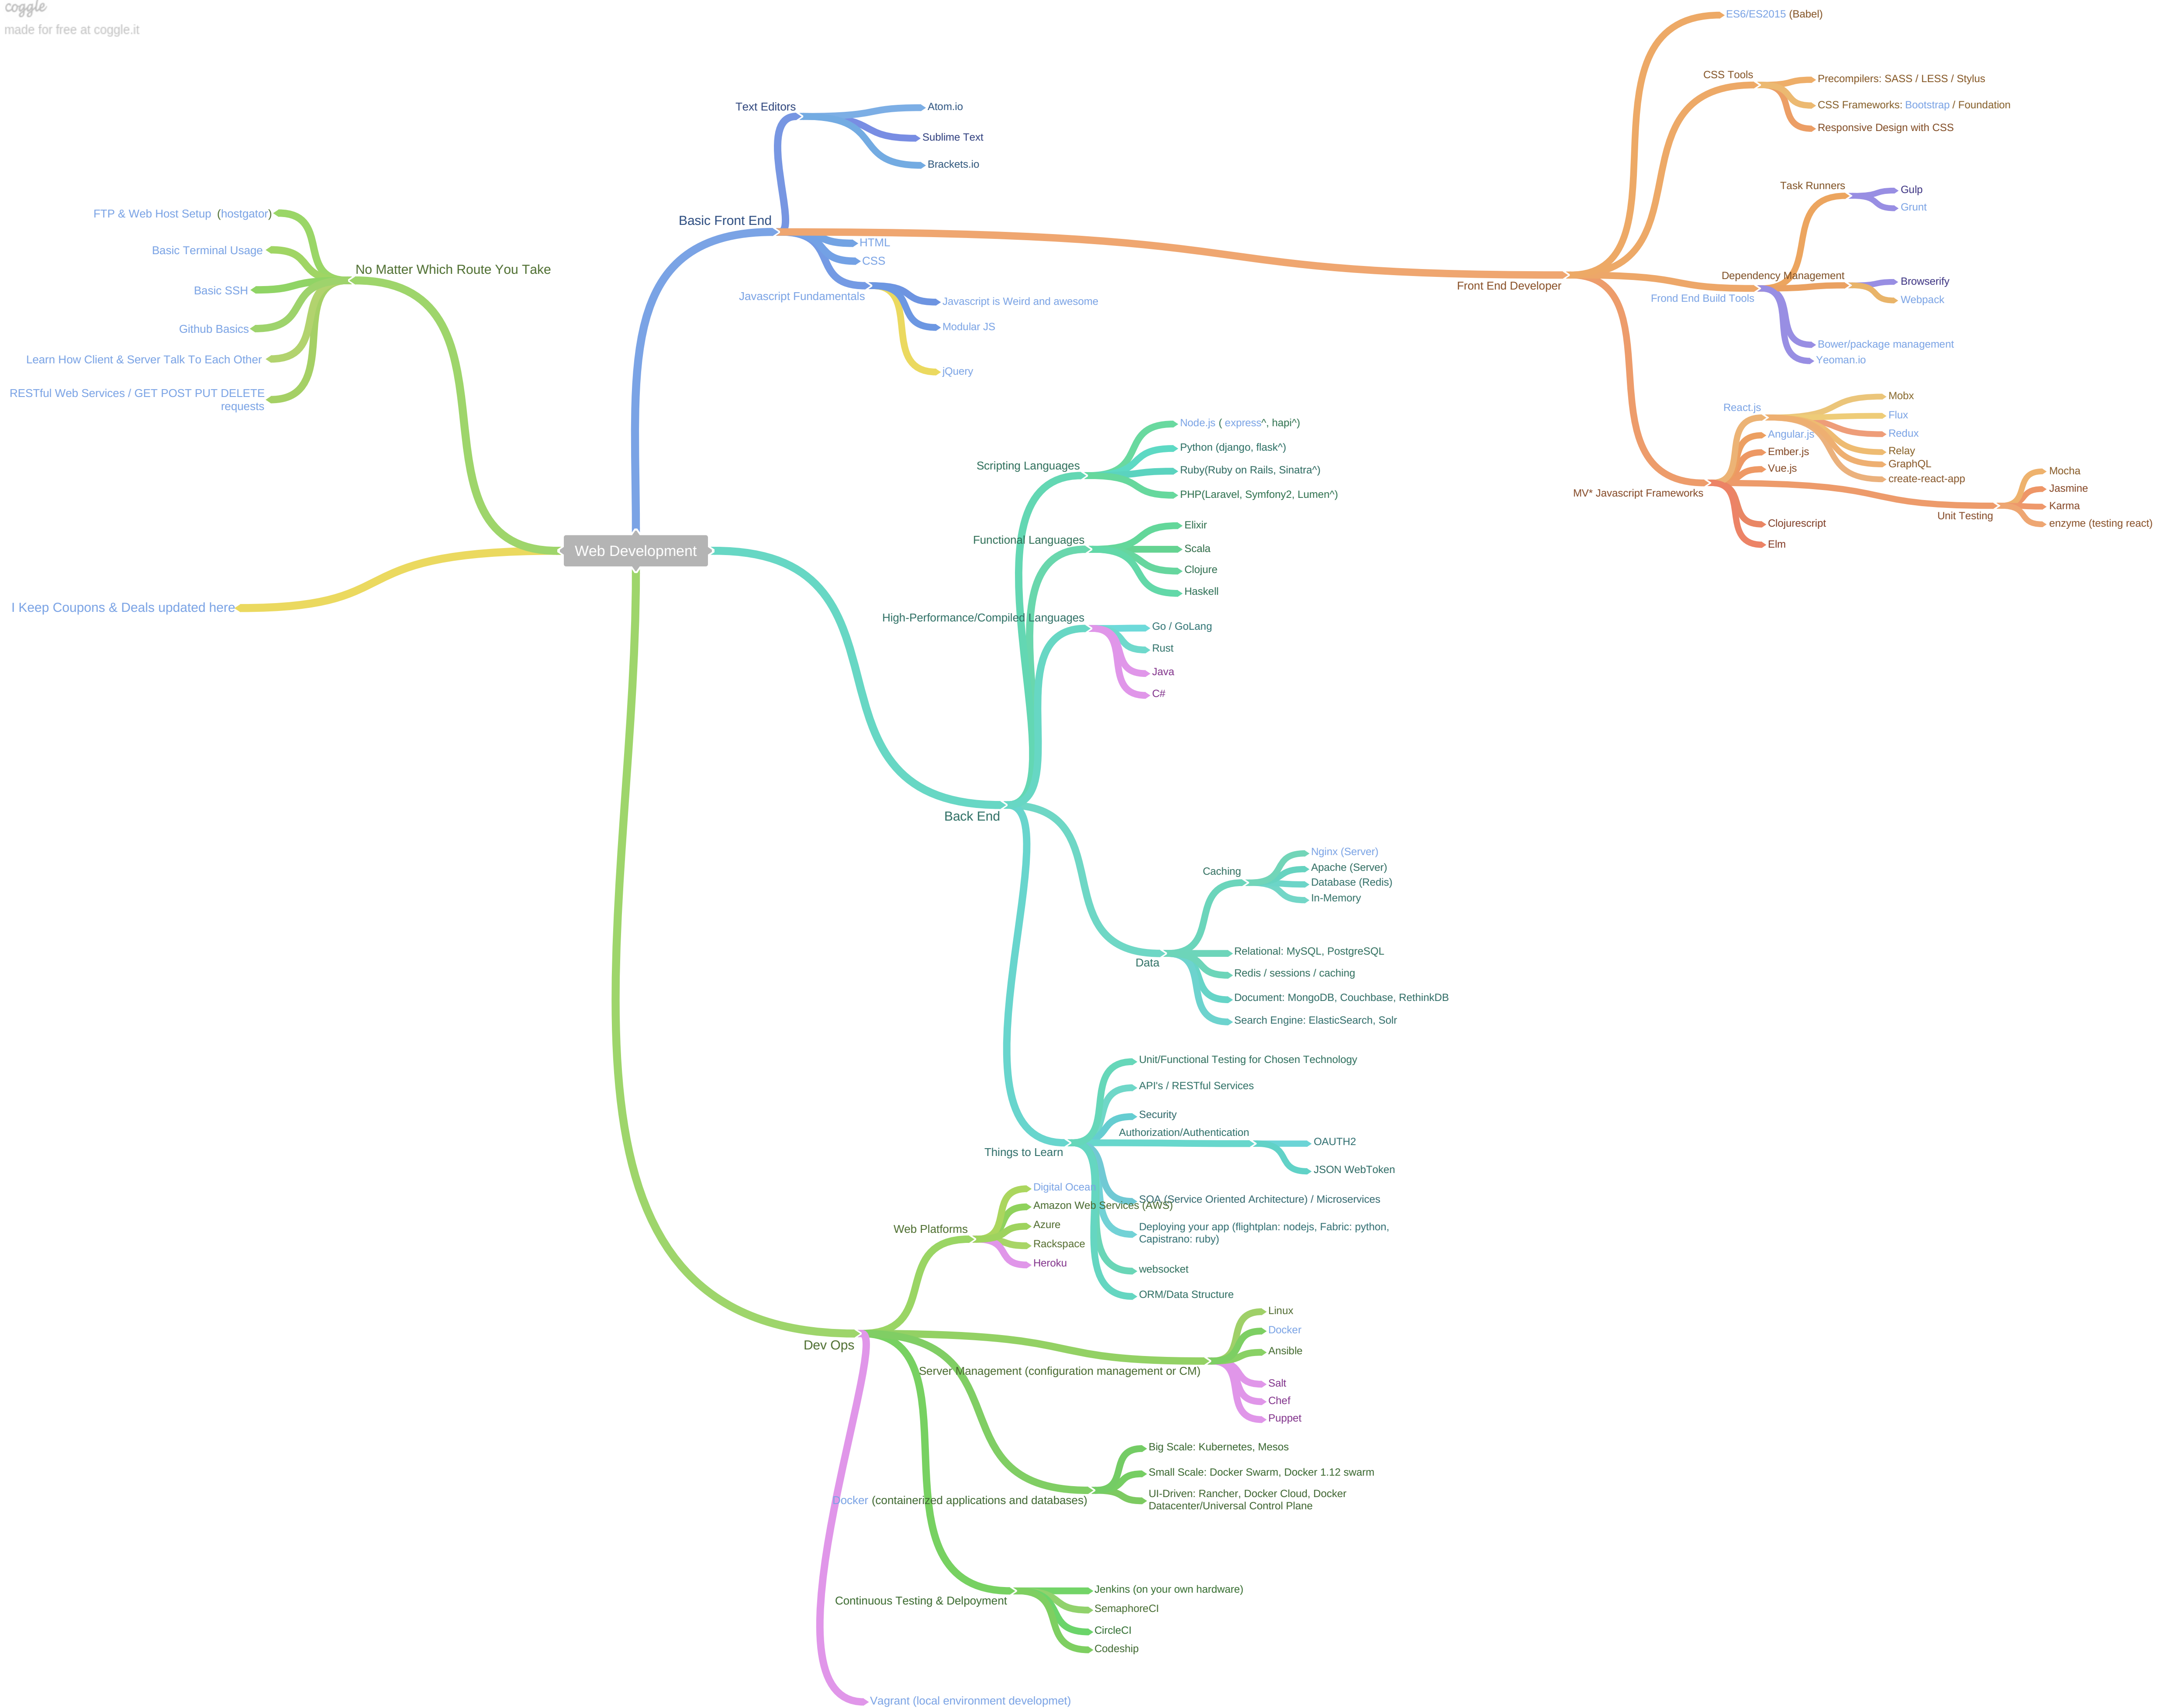 coggle
made for free at coggle.it
Web Development
No Matter Which Route You Take
FTP & Web Host Setup  (hostgator)
Basic Terminal Usage
Basic SSH
Github Basics
Learn How Client & Server Talk To Each Other
RESTful Web Services / GET POST PUT DELETE
requests
I Keep Coupons & Deals updated here
Basic Front End
Text Editors
Atom.io
Sublime Text
Brackets.io
HTML
CSS
Javascript Fundamentals
Javascript is Weird and awesome
Modular JS
jQuery
Front End Developer
ES6/ES2015 (Babel)
CSS Tools
Precompilers: SASS / LESS / Stylus
CSS Frameworks: Bootstrap / Foundation
Responsive Design with CSS
Frond End Build Tools
Task Runners
Gulp
Grunt
Dependency Management
Browserify
Webpack
Bower/package management
Yeoman.io
MV* Javascript Frameworks
React.js
Mobx
Flux
Redux
Relay
GraphQL
create-react-app
Angular.js
Ember.js
Vue.js
Unit Testing
Mocha
Jasmine
Karma
enzyme (testing react)
Clojurescript
Elm
Back End
Scripting Languages
Node.js ( express^, hapi^)
Python (django, flask^)
Ruby(Ruby on Rails, Sinatra^)
PHP(Laravel, Symfony2, Lumen^)
Functional Languages
Elixir
Scala
Clojure
Haskell
High-Performance/Compiled Languages
Go / GoLang
Rust
Java
C#
Data
Caching
Nginx (Server)
Apache (Server)
Database (Redis)
In-Memory
Relational: MySQL, PostgreSQL
Redis / sessions / caching
Document: MongoDB, Couchbase, RethinkDB
Search Engine: ElasticSearch, Solr
Things to Learn
Unit/Functional Testing for Chosen Technology
API's / RESTful Services
Security
Authorization/Authentication
OAUTH2
JSON WebToken
SOA (Service Oriented Architecture) / Microservices
Deploying your app (flightplan: nodejs, Fabric: python,
Capistrano: ruby)
websocket
ORM/Data Structure
Dev Ops
Web Platforms
Digital Ocean
Amazon Web Services (AWS)
Azure
Rackspace
Heroku
Server Management (configuration management or CM)
Linux
Docker
Ansible
Salt
Chef
Puppet
Docker (containerized applications and databases)
Big Scale: Kubernetes, Mesos
Small Scale: Docker Swarm, Docker 1.12 swarm
UI-Driven: Rancher, Docker Cloud, Docker
Datacenter/Universal Control Plane
Continuous Testing & Delpoyment
Jenkins (on your own hardware)
SemaphoreCI
CircleCI
Codeship
Vagrant (local environment developmet)